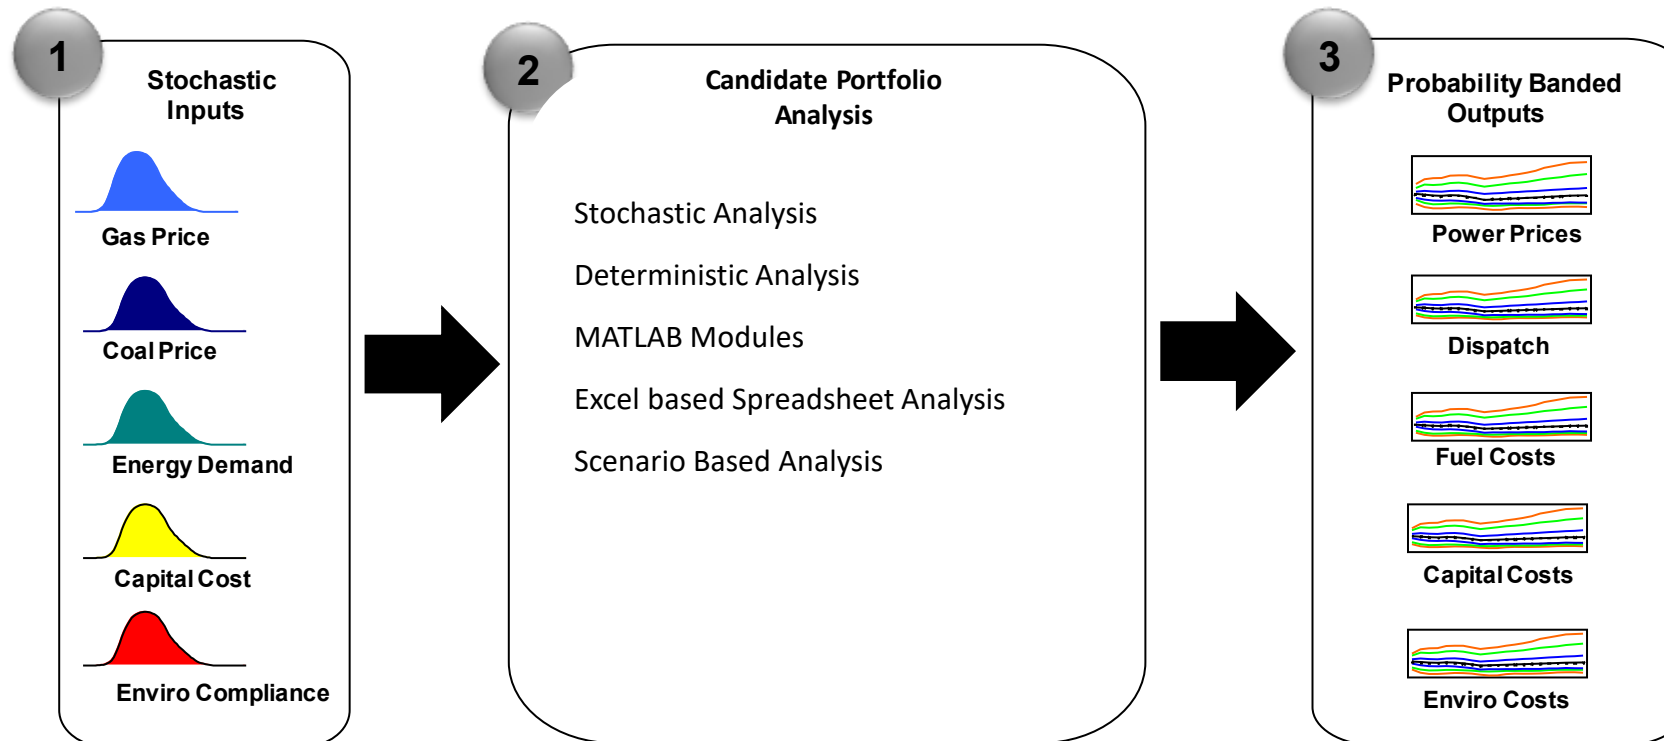 1
Stochastic
Inputs
Gas Price
Coal Price
Energy Demand
Capital Cost
Enviro Compliance
2
Candidate Portfolio
Analysis
Stochastic Analysis
Deterministic Analysis
MATLAB Modules
Excel based Spreadsheet Analysis
Scenario Based Analysis
3
Probability Banded
Outputs
Power Prices
Dispatch
Fuel Costs
Capital Costs
Enviro Costs